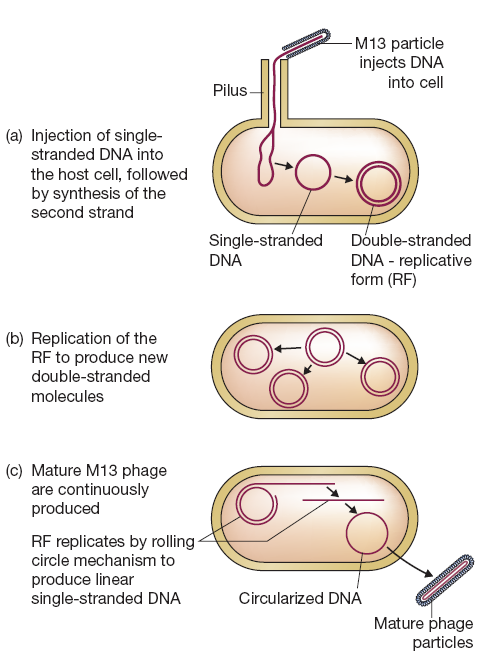 M13 particle
injects DNA
into cell
Pilus
(a) Injection of single-
stranded DNA into
the host cell, followed
by synthesis of the
second strand
Single-stranded
DNA
Double-stranded
DNA - replicative
form (RF)
(b) Replication of the
RF to produce new
double-stranded
molecules
(c) Mature M13 phage
are continuously
produced
RF replicates by rolling
circle mechanism to
produce linear
single-stranded DNA
Circularized DNA
Mature phage
particles